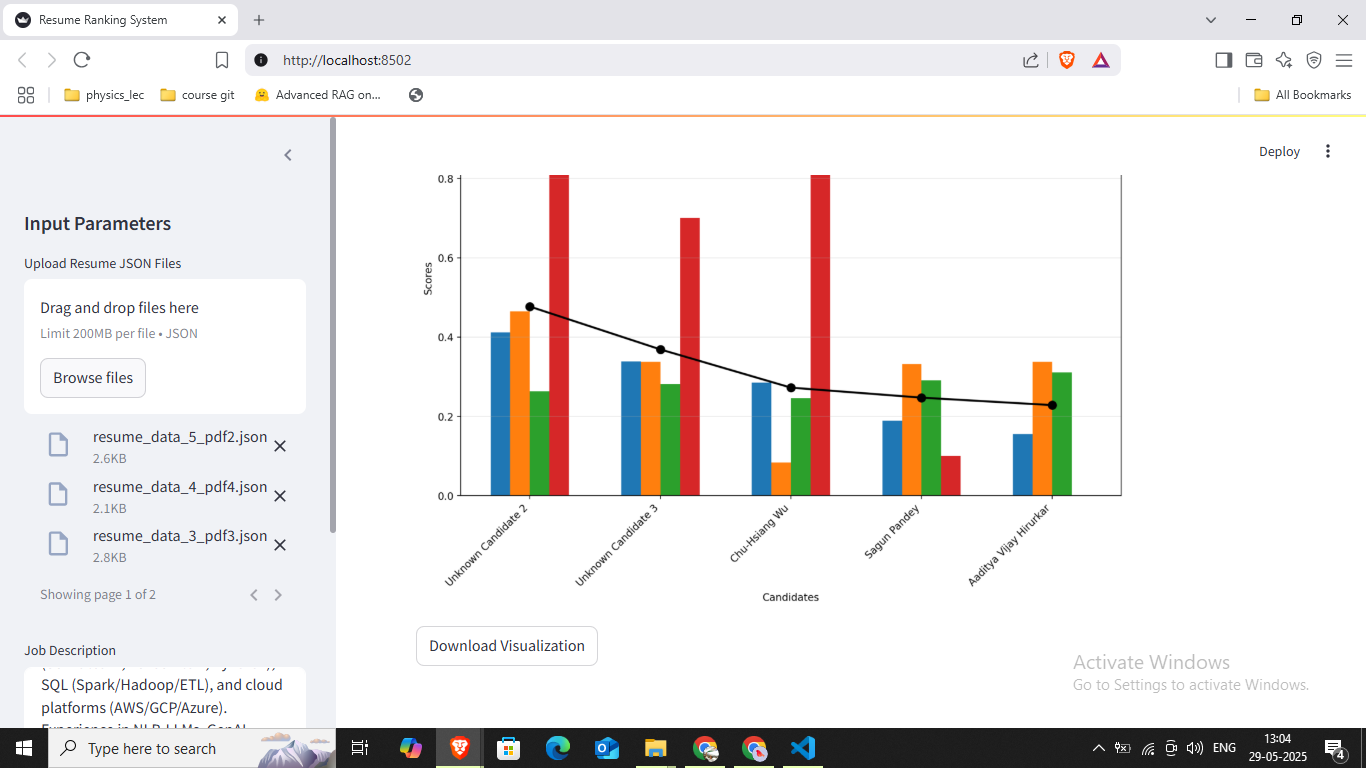 Resume Ranking System
http://localhost:8502
physics_lec
course git
Advanced RAG on...
All Bookmarks
Deploy
Input Parameters
Upload Resume JSON Files
Drag and drop files here
Limit 200MB per file • JSON
Browse files
resume_data_5_pdf2.json
2.6KB
resume_data_4_pdf4.json
2.1KB
resume_data_3_pdf3.json
2.8KB
Showing page 1 of 2
Job Description
SQL (Spark/Hadoop/ETL), and cloud
platforms (AWS/GCP/Azure).
0.8
0.6
0.4
0.2
0.0
Scores
Unknown Candidate 2
Unknown Candidate 3
Chu-Hsiang Wu
Sagun Pandey
Aaditya Vijay Hirurkar
Candidates
Download Visualization
Activate Windows
Go to Settings to activate Windows.
Type here to search
ENG
13:04
29-05-2025
4